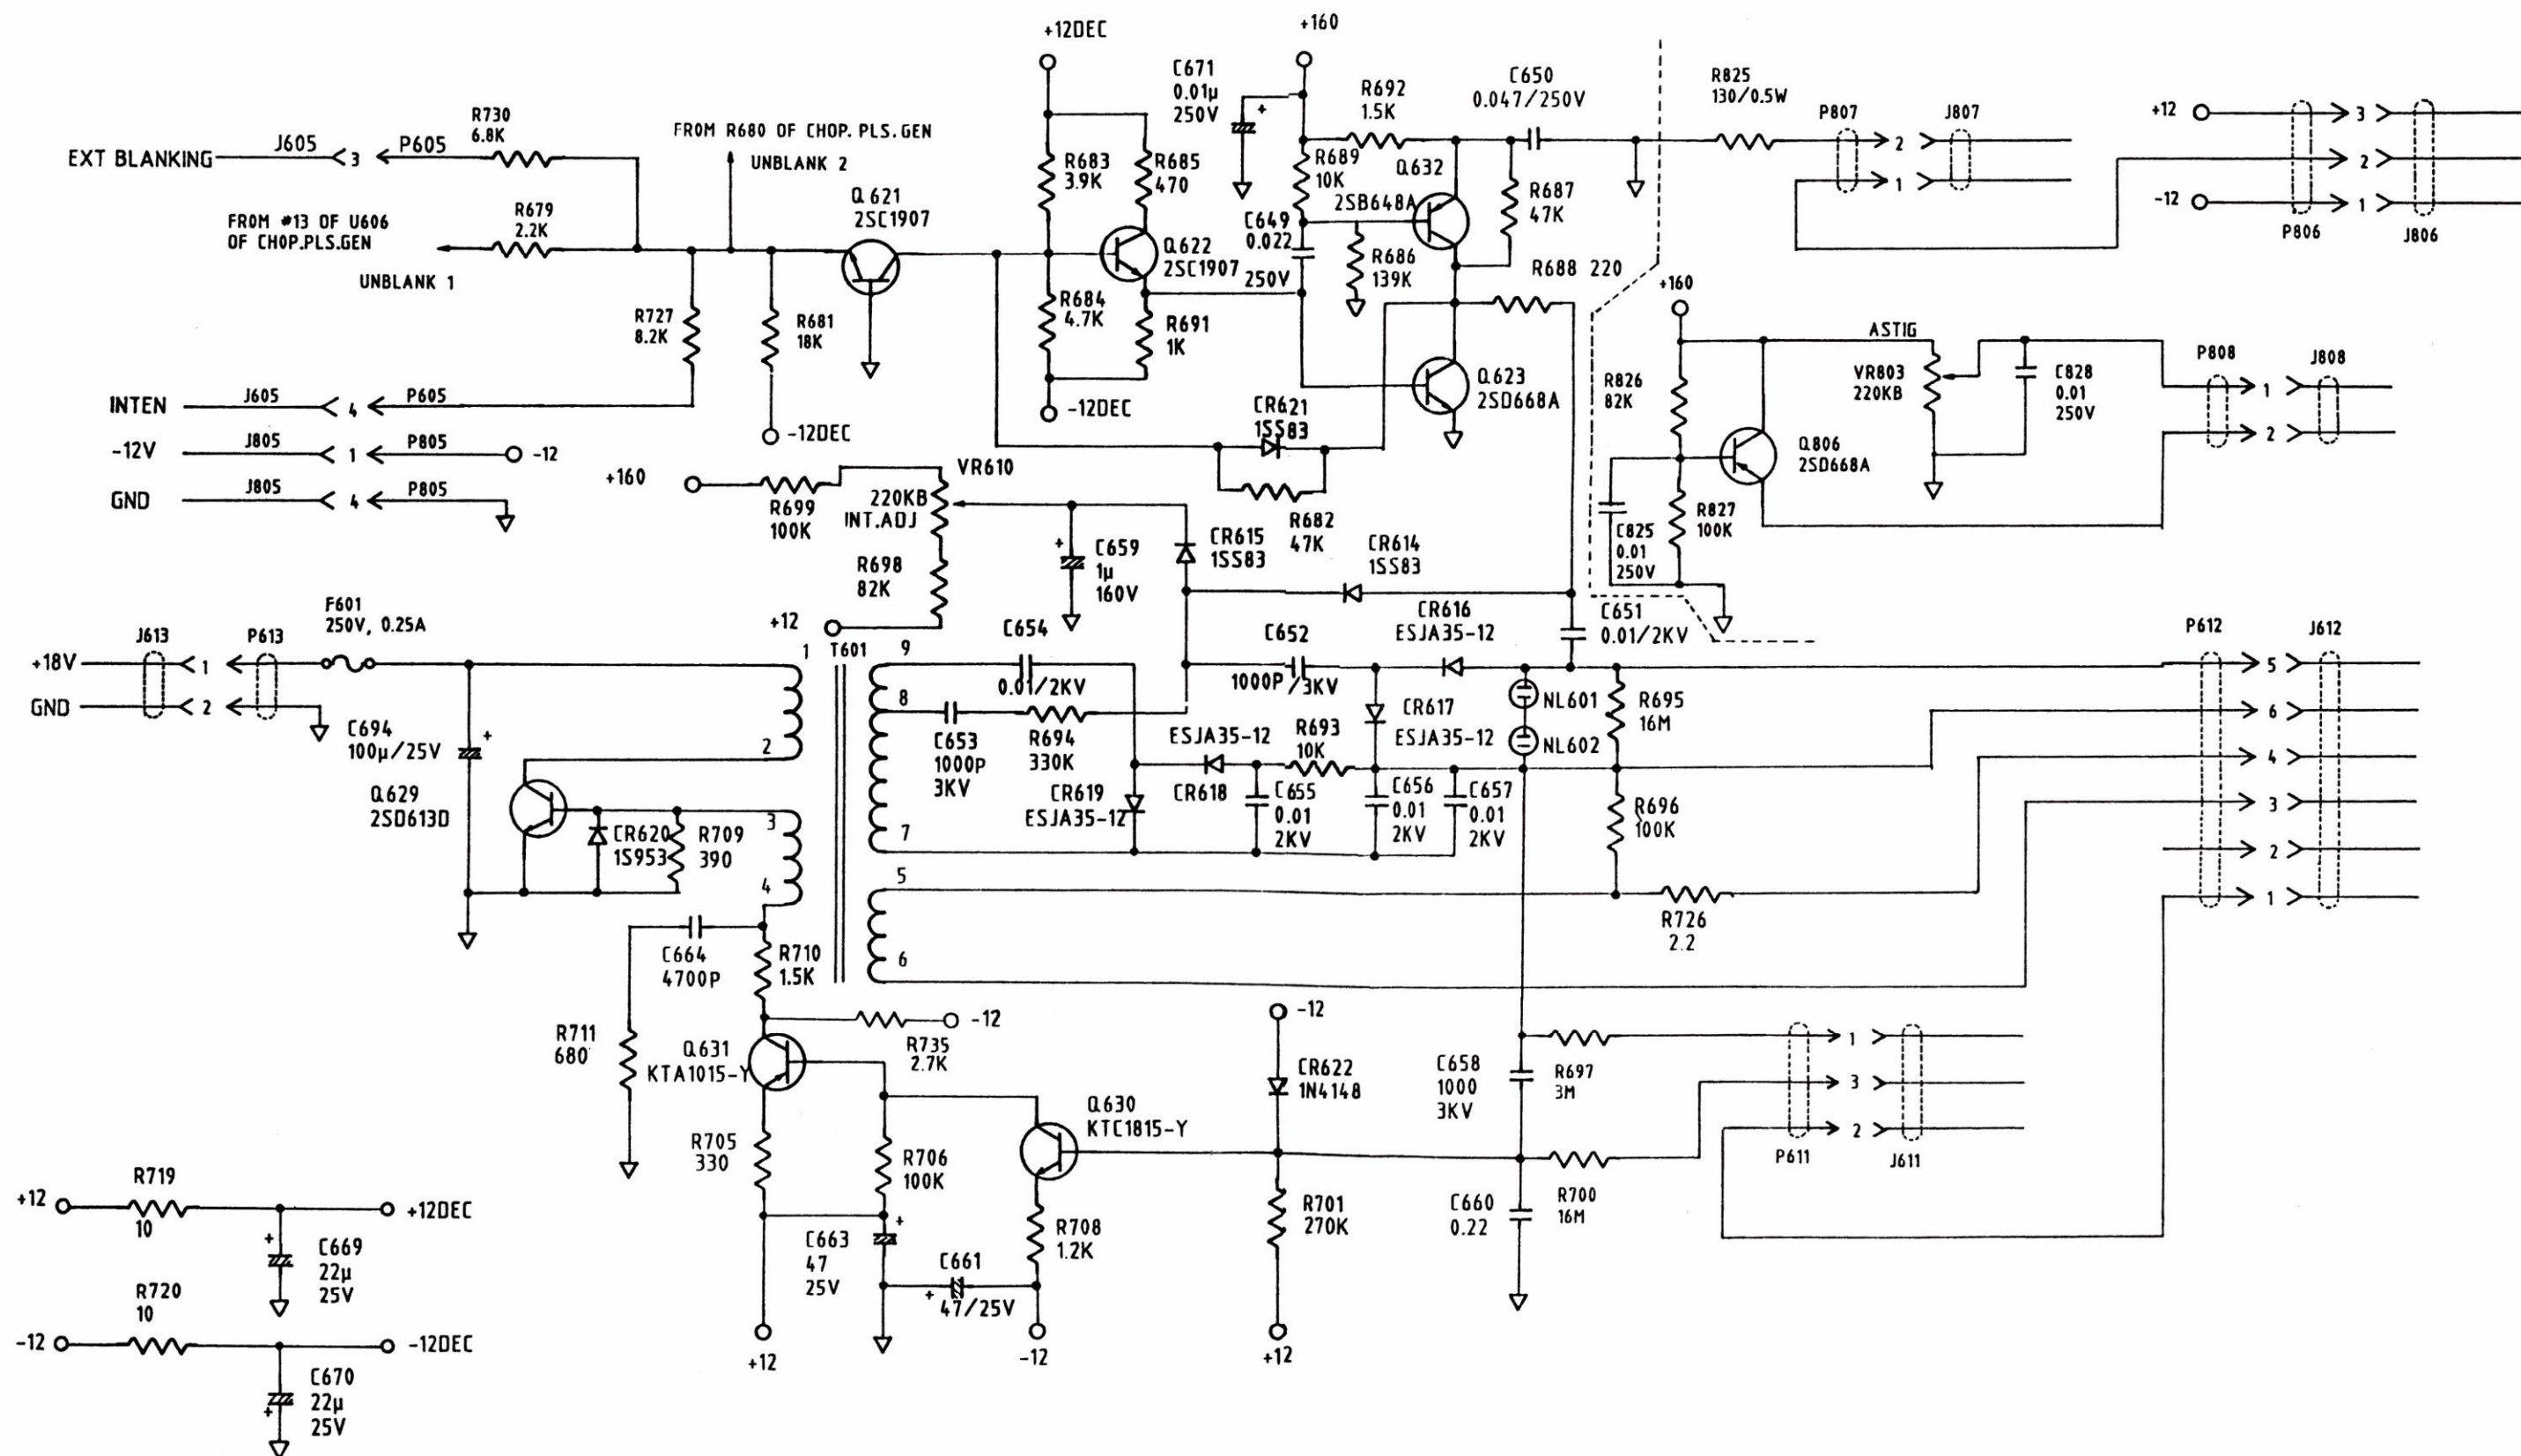 +12DEC
+160
C671
0.01µ
250V
R692
1.5K
C650
0.047/250V
R825
130/0.5W
P807
J807
+12
3
2
1
-12
P806
J806
2
1
EXT BLANKING
J605
3
P605
R730
6.8K
FROM R680 OF CHOP. PLS.GEN
UNBLANK 2
FROM #13 OF U606
OF CHOP.PLS.GEN
UNBLANK 1
R679
2.2K
Q621
2SC1907
R683
3.9K
R685
470
Q622
2SC1907
R684
4.7K
R691
1K
-12DEC
R689
10K
Q632
2SB648A
R687
47K
C649
0.022
250V
R686
139K
R688 220
Q623
2SD668A
CR621
1SS83
R682
47K
R727
8.2K
R681
18K
-12DEC
INTEN
J605
4
P605
-12V
J805
1
P805
-12
GND
J805
4
P805
+160
R826
82K
ASTIG
VR803
220KB
C828
0.01
250V
P808
J808
1
2
Q806
2SD668A
C825
0.01
250V
R827
100K
+160
R699
100K
VR610
220KB
INT.ADJ
R698
82K
+12
C659
1µ
160V
CR615
1SS83
CR614
1SS83
CR616
ESJA35-12
C651
0.01/2KV
P612
J612
5
6
4
3
2
1
F601
250V, 0.25A
J613
P613
+18V
1
GND
2
C694
100µ/25V
Q629
2SD613D
CR620
1S953
R709
390
1
T601
9
2
8
3
7
4
5
6
C654
0.01/2KV
C652
1000P/3KV
C653
1000P
3KV
R694
330K
ESJA35-12
CR618
CR619
ESJA35-12
R693
10K
CR617
ESJA35-12
NL601
NL602
R695
16M
C655
0.01
2KV
C656
0.01
2KV
C657
0.01
2KV
R696
100K
R726
2.2
C664
4700P
R710
1.5K
R711
680
Q631
KTA1015-Y
R735
2.7K
-12
-12
CR622
1N4148
Q630
KTC1815-Y
C658
1000
3KV
R697
3M
1
3
2
P611
J611
R705
330
R706
100K
R708
1.2K
R701
270K
C660
0.22
R700
16M
C663
47
25V
C661
47/25V
+12
-12
+12
+12
R719
10
+12DEC
C669
22µ
25V
-12
R720
10
-12DEC
C670
22µ
25V